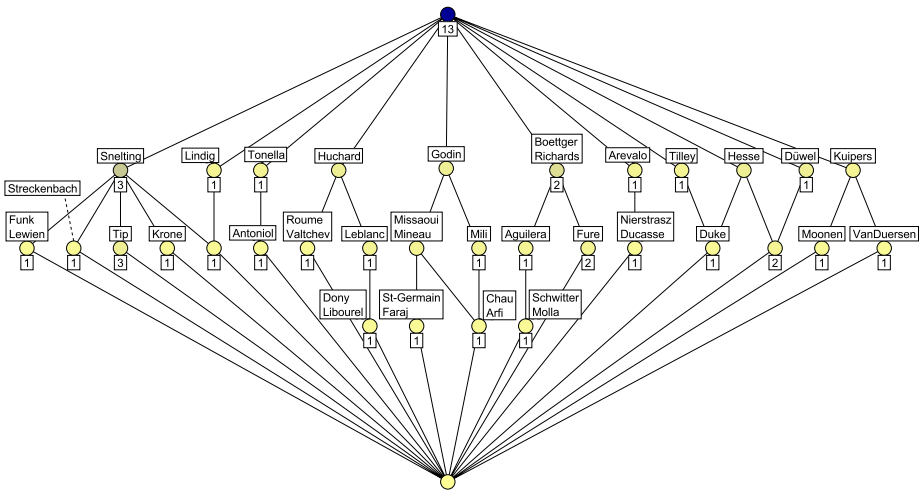 13
Boettger
Richards
Snelting
Lindig
Tonella
Huchard
Godin
Arevalo
Tilley
Hesse
Düwel
Kuipers
3
1
1
2
1
1
1
Streckenbach
Funk
Lewien
Tip
Krone
Antoniol
Roume
Valtchev
Leblanc
Missaoui
Mineau
Mili
Aguilera
Fure
Nierstrasz
Ducasse
Duke
Moonen
VanDuersen
1
1
3
1
1
1
1
1
1
1
2
1
1
2
1
1
Dony
Libourel
St-Germain
Faraj
Chau
Arfi
Schwitter
Molla
1
1
1
1